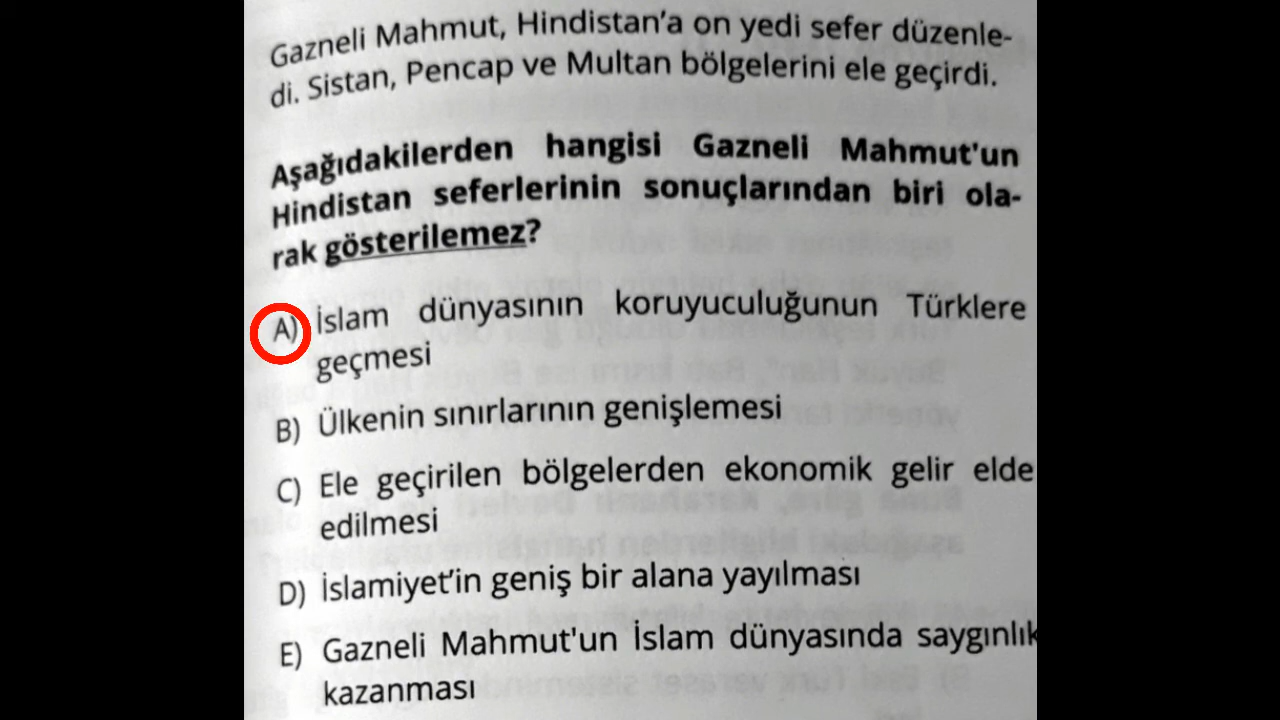 Gazneli Mahmut, Hindistan'a on yedi sefer düzenle-
di. Sistan, Pencap ve Multan bölgelerini ele geçirdi.
Aşağıdakilerden hangisi Gazneli Mahmut'un
Hindistan seferlerinin sonuçlarından biri ola-
rak gösterilemez?
A) İslam dünyasının koruyuculuğunun Türklere
geçmesi
B) Ülkenin sınırlarının genişlemesi
C) Ele geçirilen bölgelerden ekonomik gelir elde
edilmesi
D) İslamiyet'in geniş bir alana yayılması
E) Gazneli Mahmut'un İslam dünyasında saygınlık
kazanması